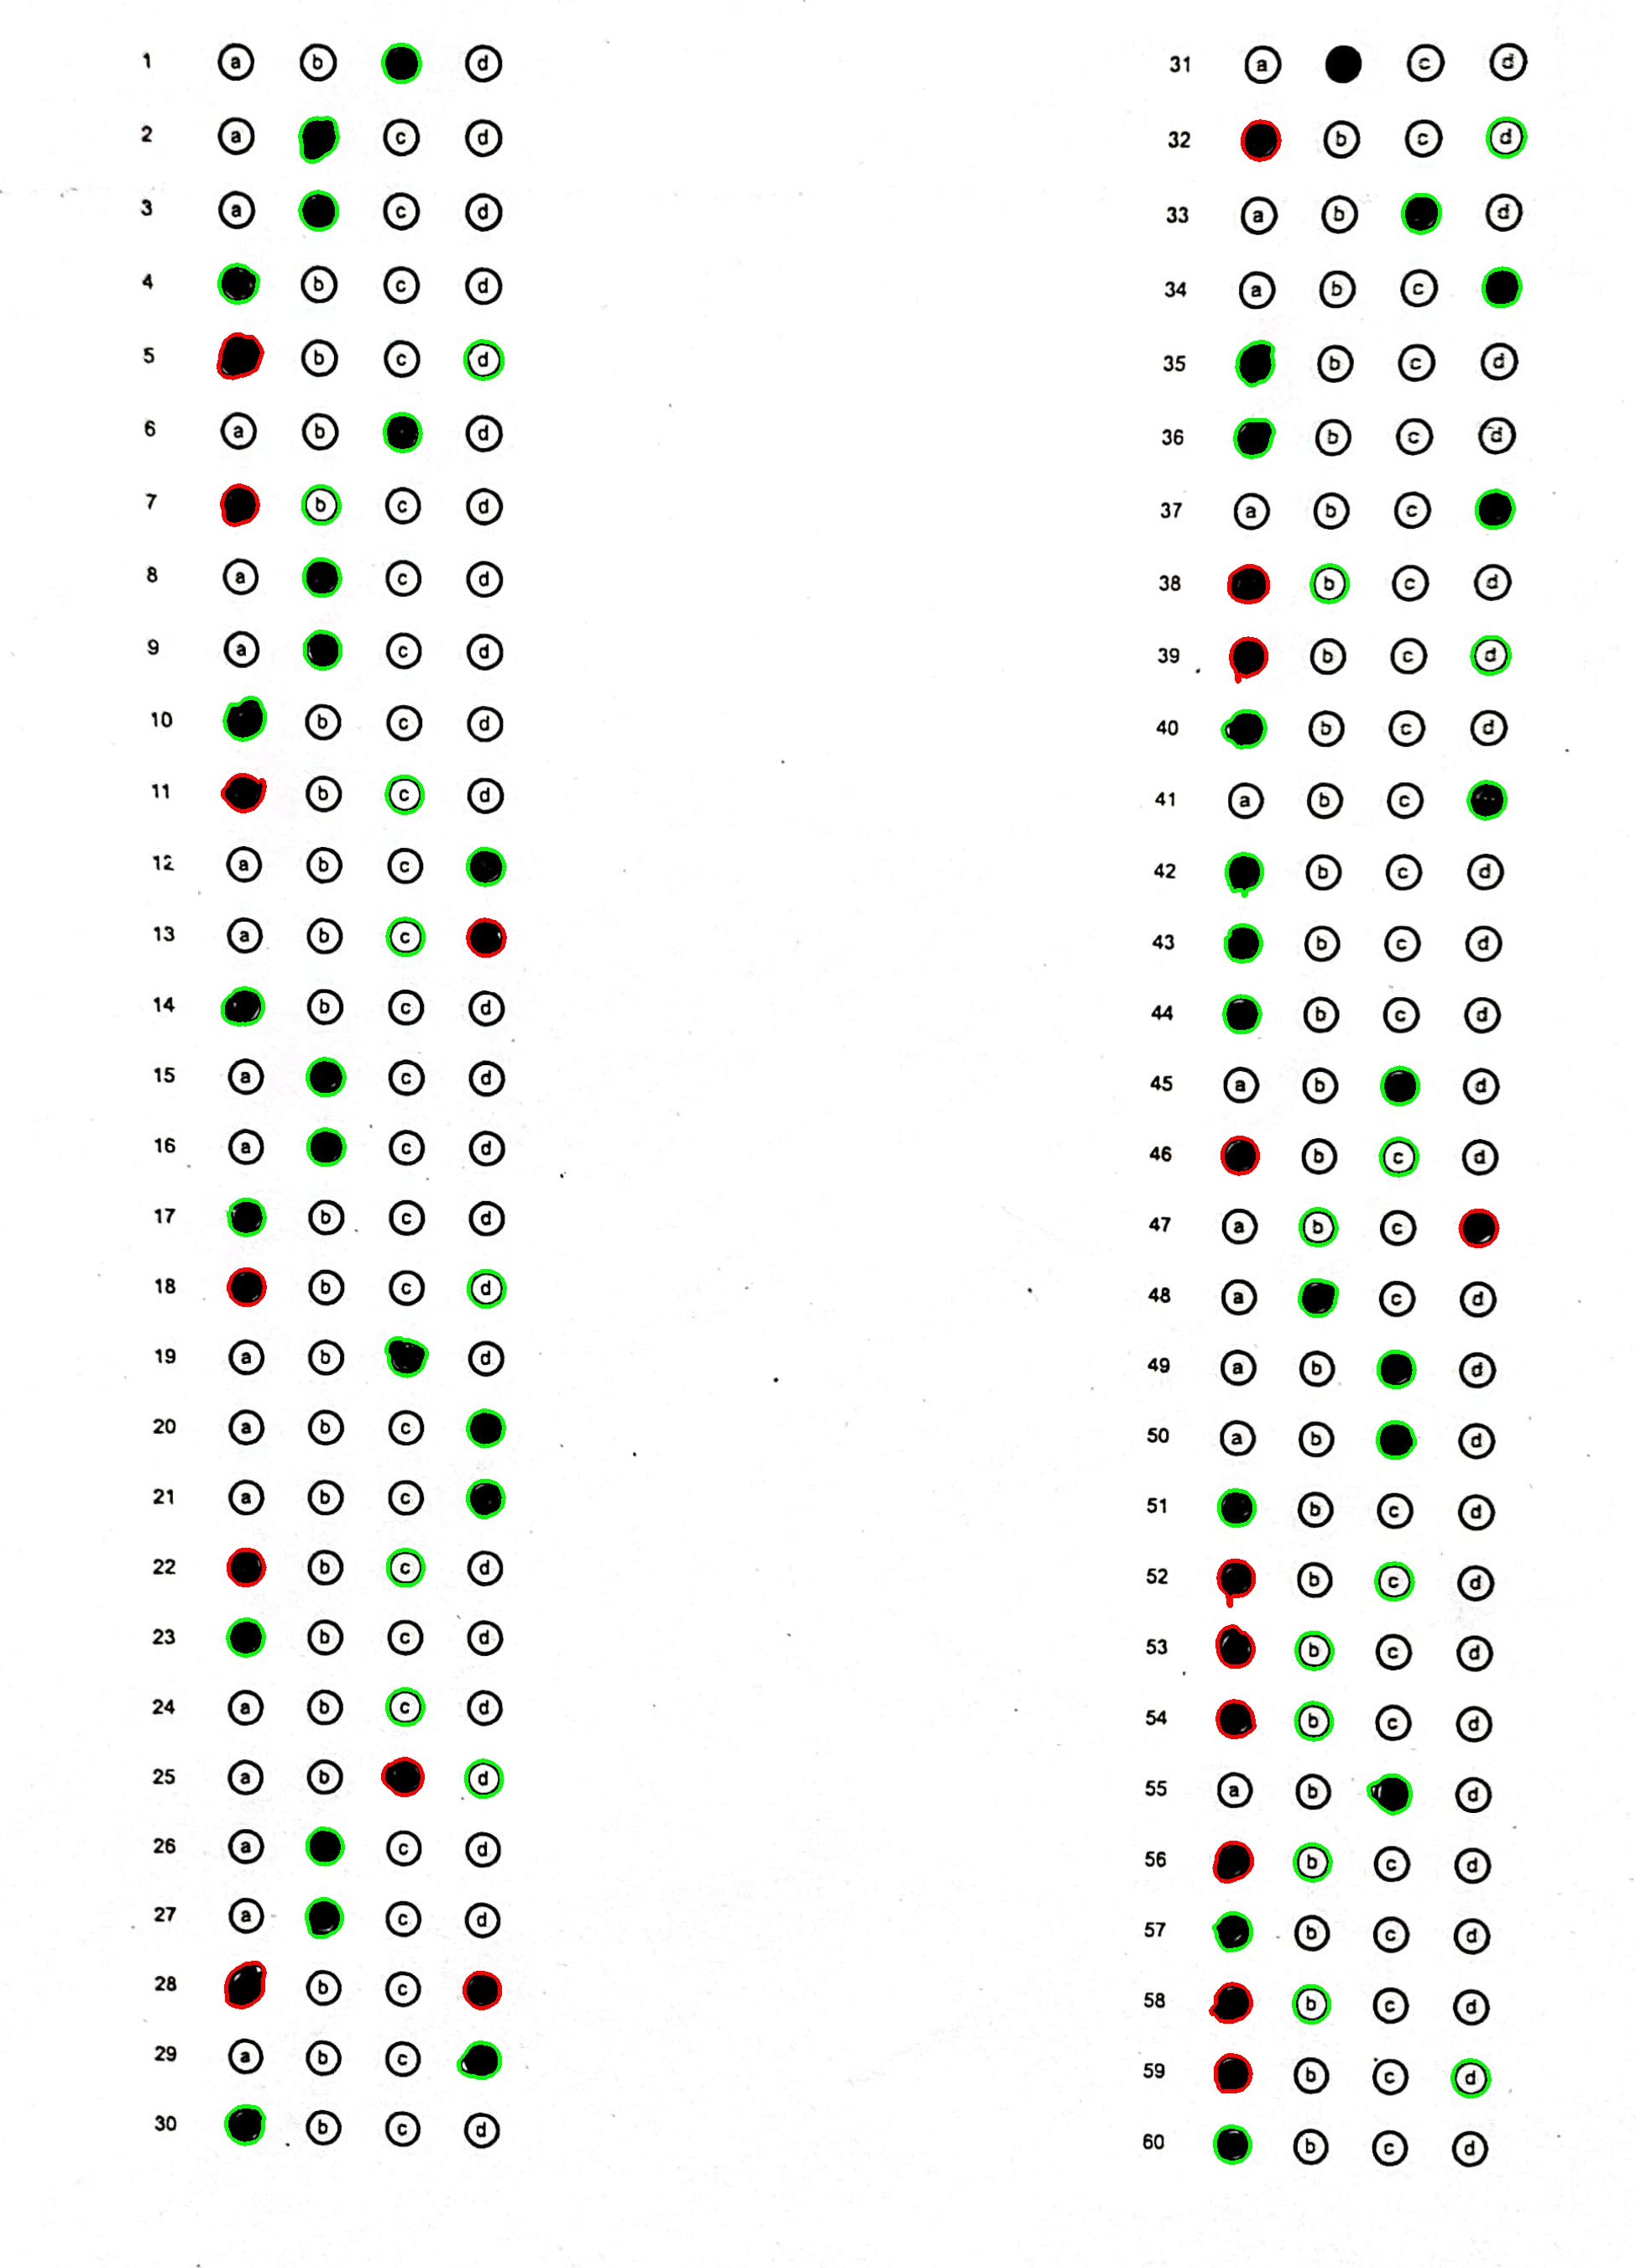 1 a b d
2 a c d
3 a c d
4 b c d
5 b c d
6 a b d
7 b c d
8 a c d
9 a c d
10 b c d
11 b c d
12 a b c
13 a b c
14 b c d
15 a c d
16 a c d
17 b c d
18 b c d
19 a b d
20 a b c
21 a b c
22 b c d
23 b c d
24 a b c d
25 a b d
26 a c d
27 a c d
28 b c
29 a b c
30 b c d
31 a c d
32 b c d
33 a b d
34 a b c
35 b c d
36 b c d
37 a b c
38 b c d
39 b c d
40 b c d
41 a b c
42 b c d
43 b c d
44 b c d
45 a b d
46 b c d
47 a b c
48 a c d
49 a b d
50 a b d
51 b c d
52 b c d
53 b c d
54 b c d
55 a b d
56 b c d
57 b c d
58 b c d
59 b c d
60 b c d